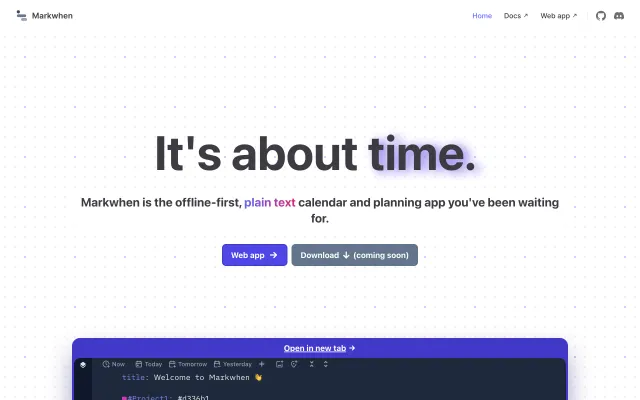 Markwhen
Home Docs ↗ Web app ↗
It's about time.
Markwhen is the offline-first, plain text calendar and planning app you've been waiting
for.
Web app →
Download ↓ (coming soon)
Open in new tab →
Now Today Tomorrow Yesterday
title: Welcome to Markwhen 👋
#Project1: #d336b1